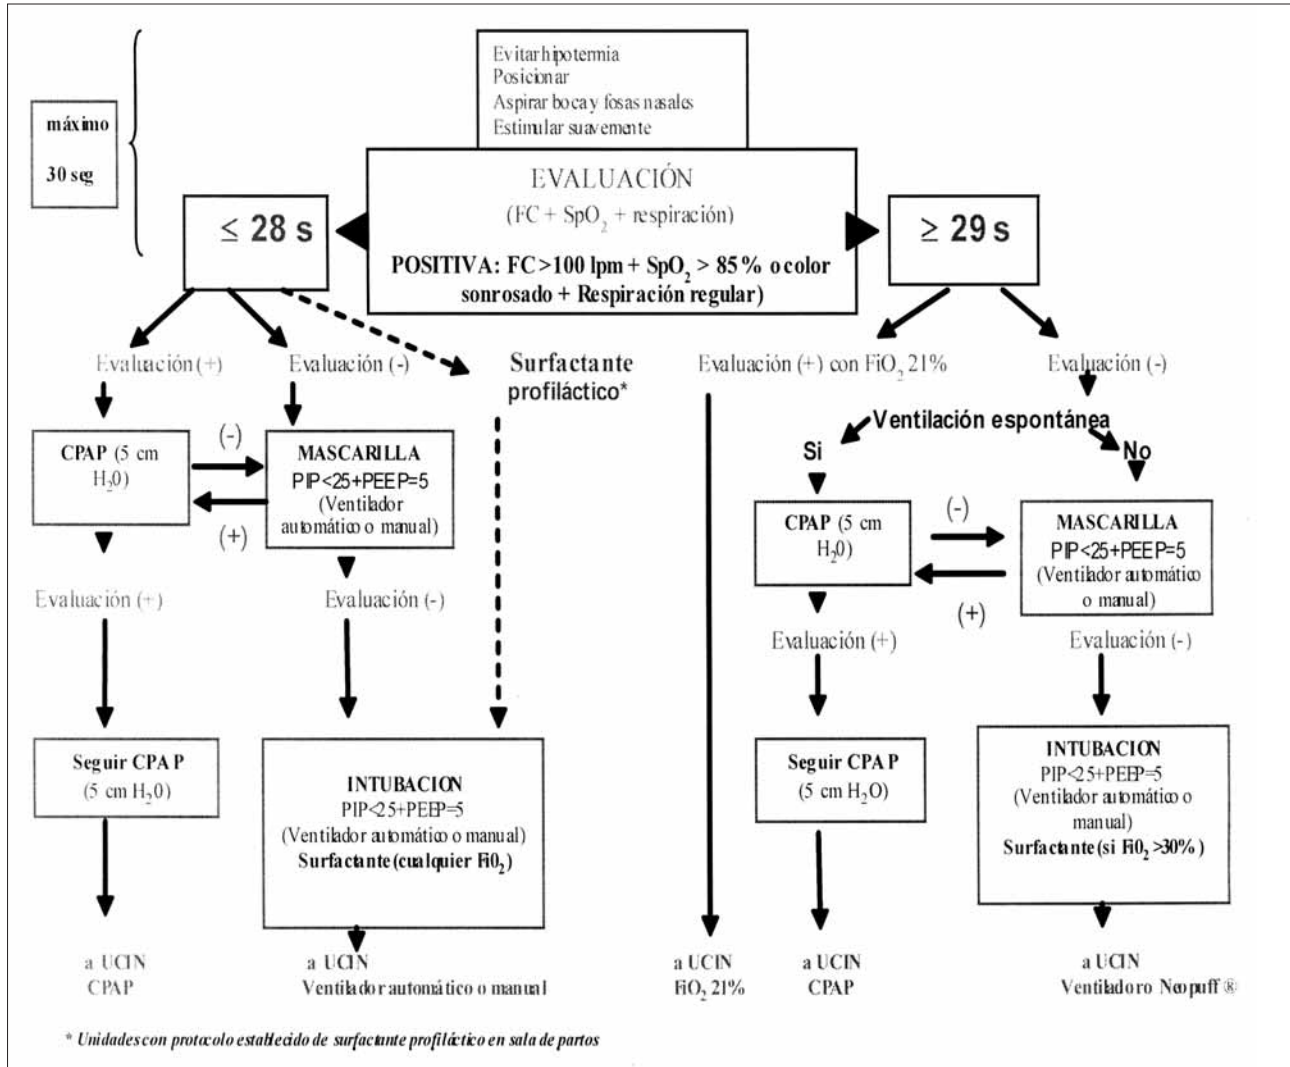 Evitar hipotermia
Posicionar
Aspirar boca y fosas nasales
Estimular suavemente
máximo
30 seg
EVALUACIÓN
(FC + SpO₂ + respiración)
POSITIVA: FC >100 lpm + SpO₂ > 85% o color
sonrosado + Respiración regular)
≤ 28 s
≥ 29 s
Evaluación (+)
Evaluación (-)
Surfactante
profiláctico*
CPAP (5 cm
H₂0)
(-)
(+)
MASCARILLA
PIP<25+PEEP=5
(Ventilador
automático o manual)
Evaluación (+)
Evaluación (-)
Seguir CPAP
(5 cm H₂0)
INTUBACION
PIP<25+PEEP=5
(Ventilador automático o manual)
Surfactante (cualquier Fi0₂)
a UCIN
CPAP
a UCIN
Ventilador automático o manual
Evaluación (+) con FiO₂ 21%
Evaluación (-)
Ventilación espontánea
Si
No
CPAP (5 cm
H₂0)
(-)
(+)
MASCARILLA
PIP<25+PEEP=5
(Ventilador automático
o manual)
Evaluación (+)
Evaluación (-)
Seguir CPAP
(5 cm H₂O)
INTUBACION
PIP<25+PEEP=5
(Ventilador automático o
manual)
Surfactante (si Fi0₂ >30%)
a UCIN
FiO₂ 21%
a UCIN
CPAP
a UCIN
Ventilador o Neopuff ®
* Unidades con protocolo establecido de surfactante profiláctico en sala de partos